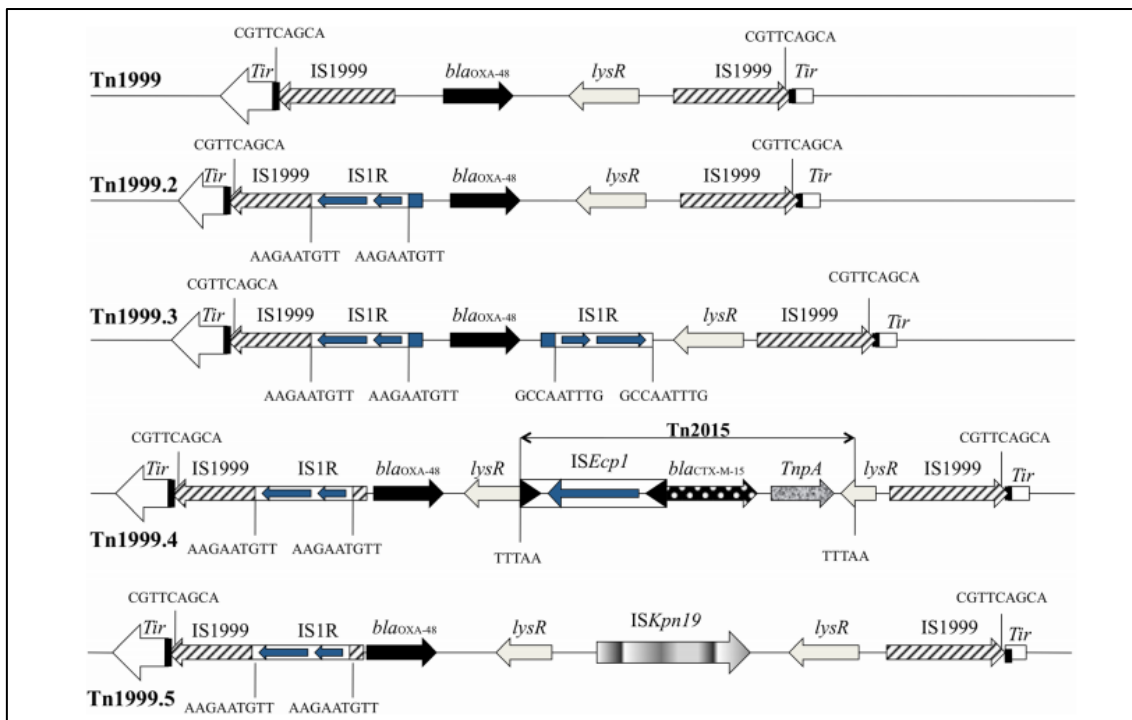 CGTTCAGCA CGTTCAGCA
Tn1999 Tir IS1999 blaOXA-48 lysR IS1999 Tir
CGTTCAGCA CGTTCAGCA
Tn1999.2 Tir IS1999 IS1R blaOXA-48 lysR IS1999 Tir
AAGAATGTT AAGAATGTT
CGTTCAGCA CGTTCAGCA
Tn1999.3 Tir IS1999 IS1R blaOXA-48 IS1R lysR IS1999 Tir
AAGAATGTT AAGAATGTT GCCAATTTG GCCAATTTG
Tn2015
CGTTCAGCA CGTTCAGCA
Tir IS1999 IS1R blaOXA-48 lysR ISEcp1 blaCTX-M-15 TnpA lysR IS1999 Tir
Tn1999.4 AAGAATGTT AAGAATGTT TTTAA TTTAA
CGTTCAGCA CGTTCAGCA
Tir IS1999 IS1R blaOXA-48 lysR ISKpn19 lysR IS1999 Tir
Tn1999.5
AAGAATGTT AAGAATGTT